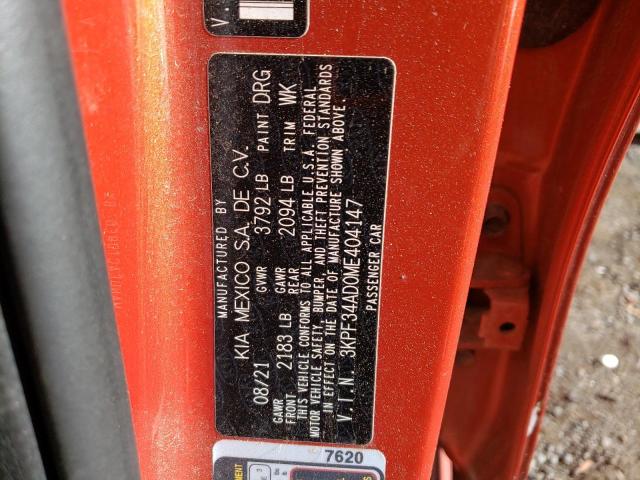 V.
MANUFACTURED BY
KIA MEXICO S.A. DE C.V.
08/21 GVWR 3792 LB PAINT DRG
GAWR FRONT 2183 LB GAWR REAR 2094 LB TRIM WK
THIS VEHICLE CONFORMS TO ALL APPLICABLE U.S.A. FEDERAL
MOTOR VEHICLE SAFETY, BUMPER, AND THEFT PREVENTION STANDARDS
IN EFFECT ON THE DATE OF MANUFACTURE SHOWN ABOVE.
V.I.N. 3KPF34AD0ME404147
PASSENGER CAR
7620